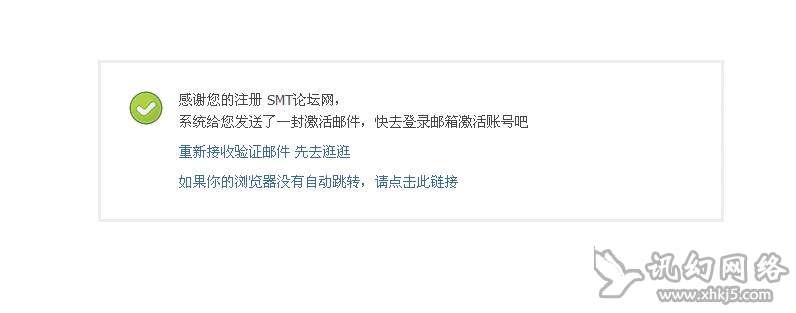 感谢您的注册 SMT论坛网，
系统给您发送了一封激活邮件，快去登录邮箱激活账号吧
重新接收验证邮件 先去逛逛
如果你的浏览器没有自动跳转，请点击此链接
讯幻网络
www.xhkj5.com